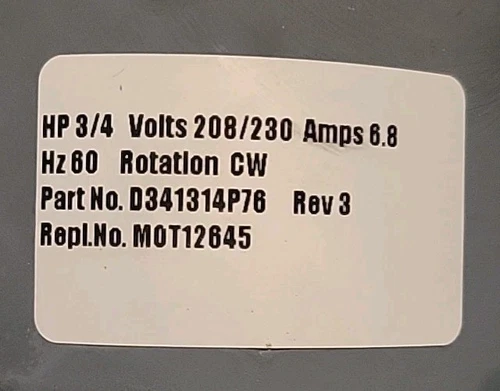 HP 3/4 Volts 208/230 Amps 6.8
Hz 60 Rotation CW
Part No. D341314P76 Rev 3
Repl.No. MOT12645